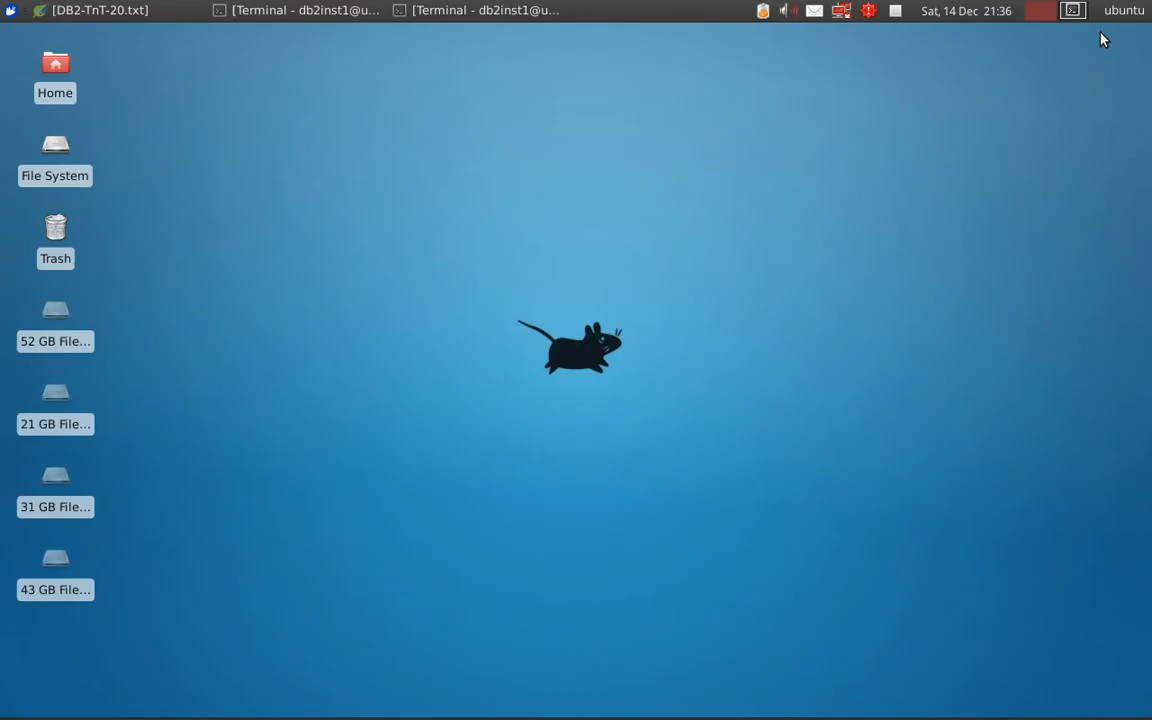 [DB2-TnT-20.txt]
[Terminal - db2inst1@u...
[Terminal - db2inst1@u...
Sat, 14 Dec 21:36
ubuntu
Home
File System
Trash
52 GB File...
21 GB File...
31 GB File...
43 GB File...